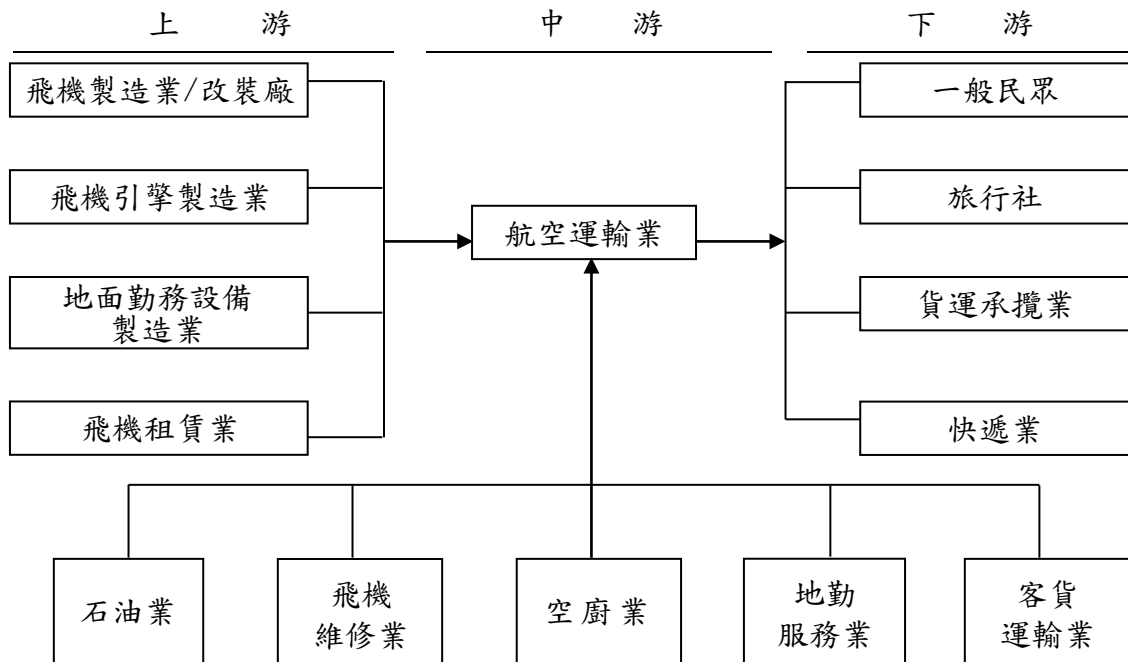 上游
中游
下游
飛機製造業/改裝廠
飛機引擎製造業
地面勤務設備
製造業
飛機租賃業
航空運輸業
一般民眾
旅行社
貨運承攬業
快遞業
石油業
飛機
維修業
空廚業
地勤
服務業
客貨
運輸業